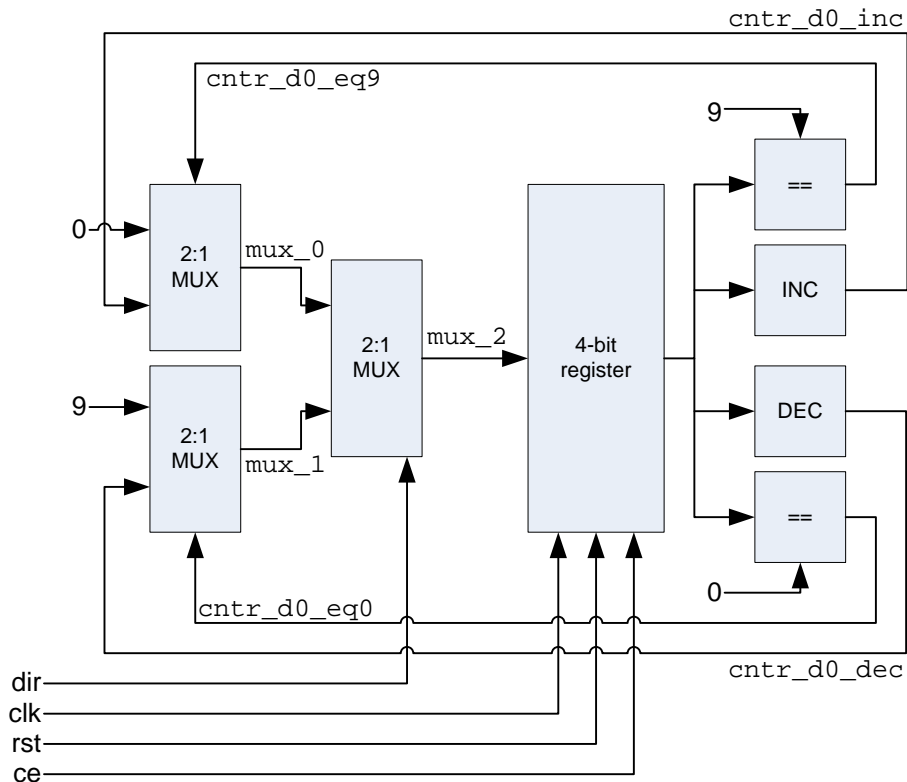 cntr_d0_inc
cntr_d0_eq9
9
==
0
2:1
MUX
mux_0
INC
2:1
MUX
mux_2
4-bit
register
9
2:1
MUX
mux_1
DEC
==
0
cntr_d0_eq0
cntr_d0_dec
dir
clk
rst
ce